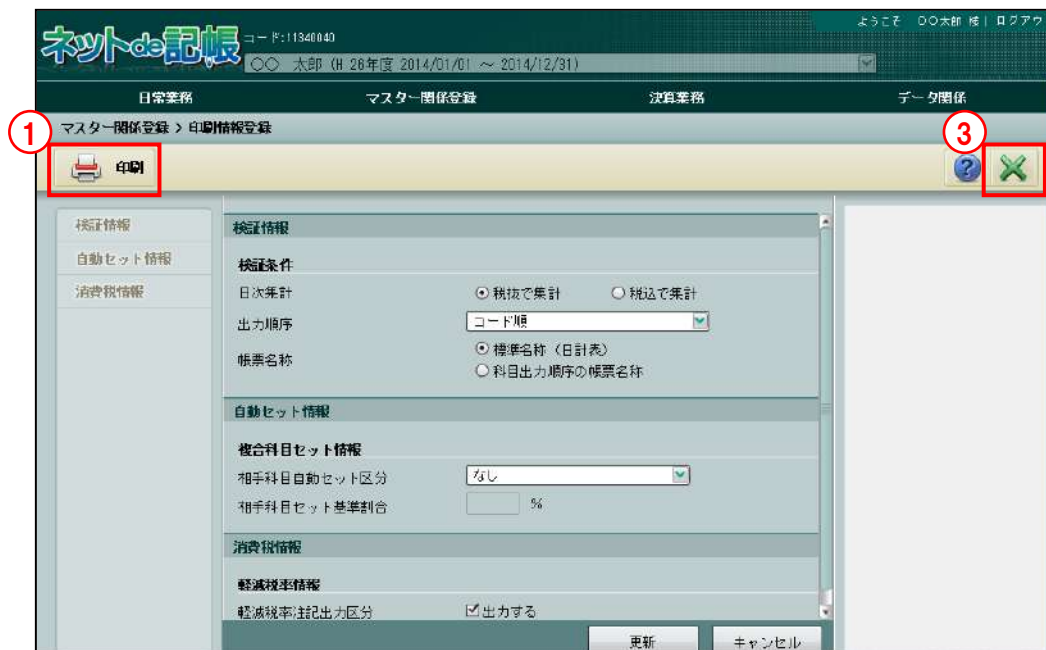 ようこそ 〇〇太郎 様 | ログアウ
ネットde記帳 コード:11340040
〇〇 太郎 (H 26年度 2014/01/01 ～ 2014/12/31)
日常業務 マスター関係登録 決算業務 データ関係
マスター関係登録 > 印刷情報登録
① 印刷 ? ③
検証情報
自動セット情報
消費税情報
検証情報
検証条件
日次集計 税抜で集計 税込で集計
出力順序 コード順
帳票名称 標準名称（日計表）
科目出力順序の帳票名称
自動セット情報
複合科目セット情報
相手科目自動セット区分 なし
相手科目セット基準割合 %
消費税情報
軽減税率情報
軽減税率注記出力区分 出力する
更新 キャンセル